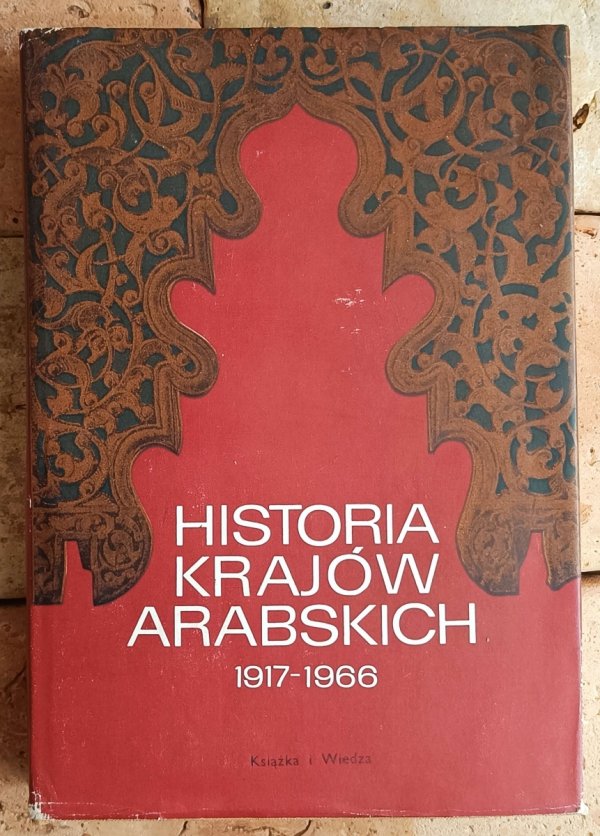 HISTORIA
KRAJÓW
ARABSKICH
1917-1966
Książka i Wiedza